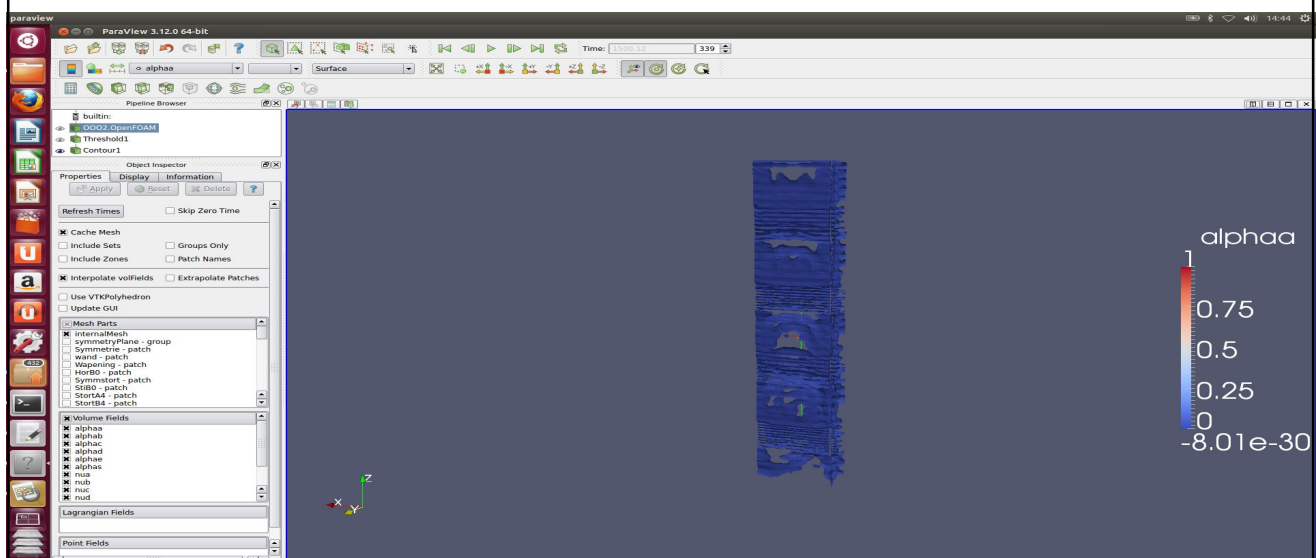 paraview
14:44
ParaView 3.12.0 64-bit
Time: 1500.12 339
alphaa Surface
Pipeline Browser
builtin:
OOO2.OpenFOAM
Threshold1
Contour1
Object Inspector
Properties Display Information
Apply Reset Delete ?
Refresh Times Skip Zero Time
Cache Mesh
Include Sets Groups Only
Include Zones Patch Names
Interpolate volFields Extrapolate Patches
Use VTKPolyhedron
Update GUI
Mesh Parts
internalMesh
symmetryPlane - group
Symmetrie - patch
wand - patch
Wapening - patch
HorB0 - patch
Symmstort - patch
StiB0 - patch
StortA4 - patch
StortB4 - patch
Volume Fields
alphaa
alphab
alphac
alphad
alphae
alphas
nua
nub
nuc
nud
Lagrangian Fields
Point Fields
alphaa
1
0.75
0.5
0.25
0
-8.01e-30
Z
X
Y
432